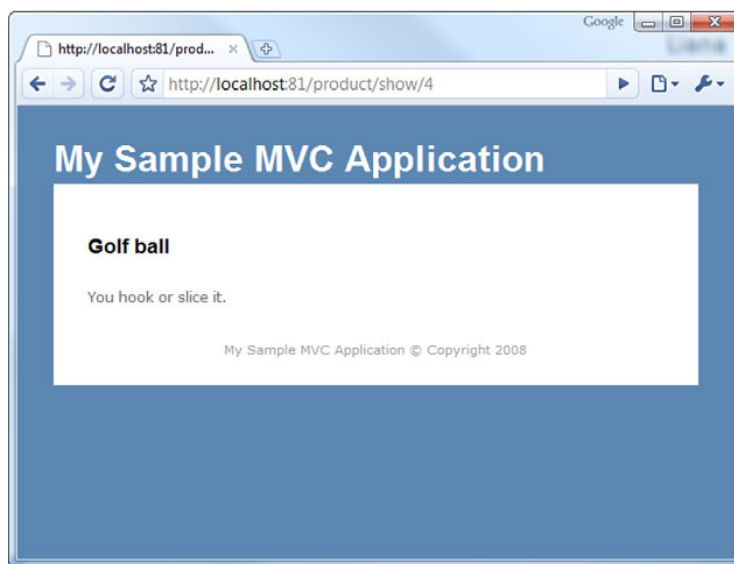 Google
http://localhost:81/prod...
http://localhost:81/product/show/4
My Sample MVC Application
Golf ball
You hook or slice it.
My Sample MVC Application © Copyright 2008